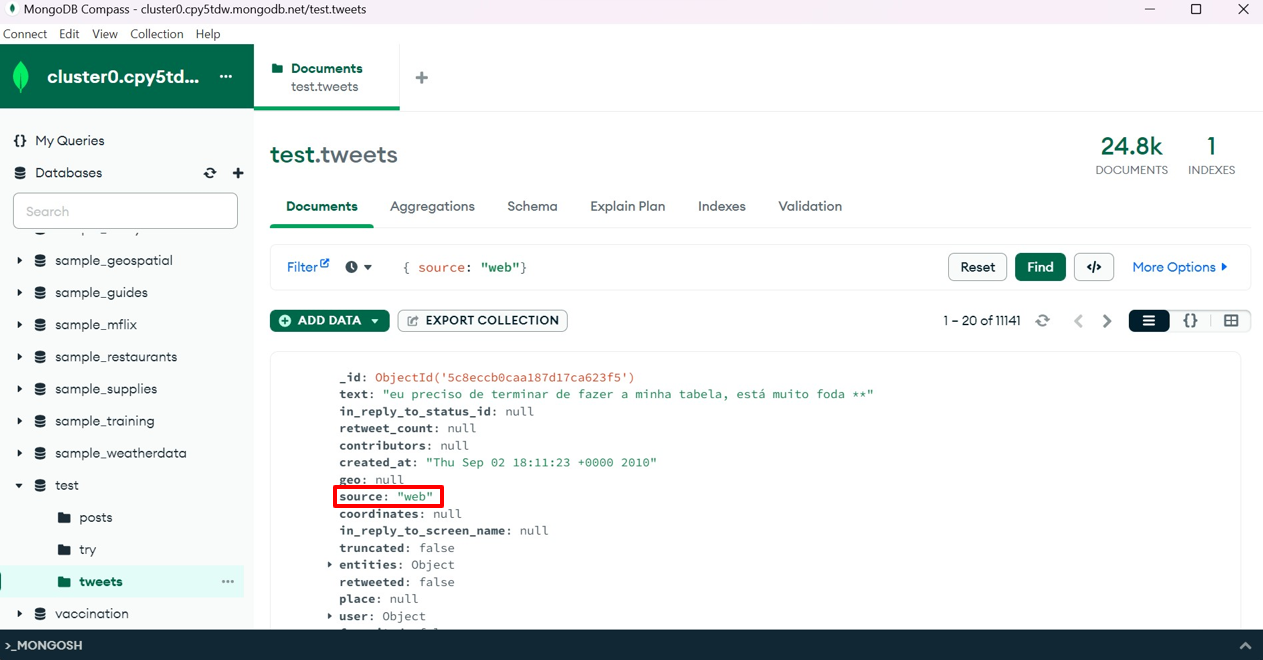 MongoDB Compass - cluster0.cpy5tdw.mongodb.net/test.tweets
Connect Edit View Collection Help
cluster0.cpy5td... ...
Documents
test.tweets
+
{} My Queries
Databases
Search
sample_geospatial
sample_guides
sample_mflix
sample_restaurants
sample_supplies
sample_training
sample_weatherdata
test
posts
try
tweets ...
vaccination
test.tweets
24.8k
DOCUMENTS
1
INDEXES
Documents Aggregations Schema Explain Plan Indexes Validation
Filter { source: "web"} Reset Find </> More Options
ADD DATA EXPORT COLLECTION 1 – 20 of 11141 {}
_id: ObjectId('5c8eccb0caa187d17ca623f5')
text: "eu preciso de terminar de fazer a minha tabela, está muito foda **"
in_reply_to_status_id: null
retweet_count: null
contributors: null
created_at: "Thu Sep 02 18:11:23 +0000 2010"
geo: null
source: "web"
coordinates: null
in_reply_to_screen_name: null
truncated: false
entities: Object
retweeted: false
place: null
user: Object
>_MONGOSH